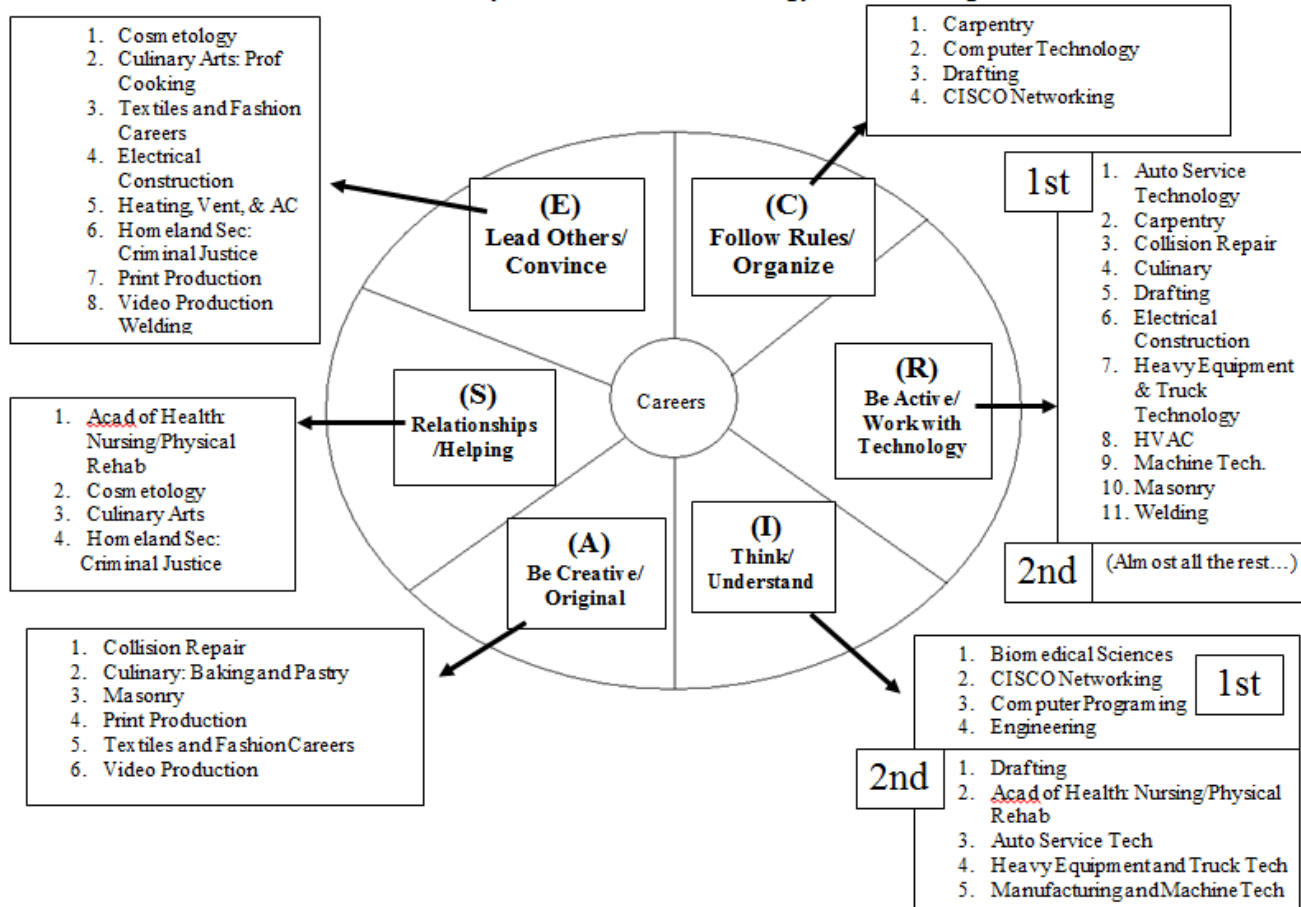 1. Cosmetology
2. Culinary Arts: Prof
Cooking
3. Textiles and Fashion
Careers
4. Electrical
Construction
5. Heating, Vent, & AC
6. Homeland Sec:
Criminal Justice
7. Print Production
8. Video Production
Welding
1. Carpentry
2. Computer Technology
3. Drafting
4. CISCO Networking
(E)
Lead Others/
Convince
(C)
Follow Rules/
Organize
1st
1. Auto Service
Technology
2. Carpentry
3. Collision Repair
4. Culinary
5. Drafting
6. Electrical
Construction
7. Heavy Equipment
& Truck
Technology
8. HVAC
9. Machine Tech.
10. Masonry
11. Welding
2nd
(Almost all the rest...)
(S)
Relationships
/Helping
Careers
(R)
Be Active/
Work with
Technology
1. Acad of Health:
Nursing/Physical
Rehab
2. Cosmetology
3. Culinary Arts
4. Homeland Sec:
Criminal Justice
(A)
Be Creative/
Original
(I)
Think/
Understand
1. Collision Repair
2. Culinary: Baking and Pastry
3. Masonry
4. Print Production
5. Textiles and Fashion Careers
6. Video Production
1. Biomedical Sciences
2. CISCO Networking
3. Computer Programing
4. Engineering
1st
2nd
1. Drafting
2. Acad of Health: Nursing/Physical
Rehab
3. Auto Service Tech
4. Heavy Equipment and Truck Tech
5. Manufacturing and Machine Tech